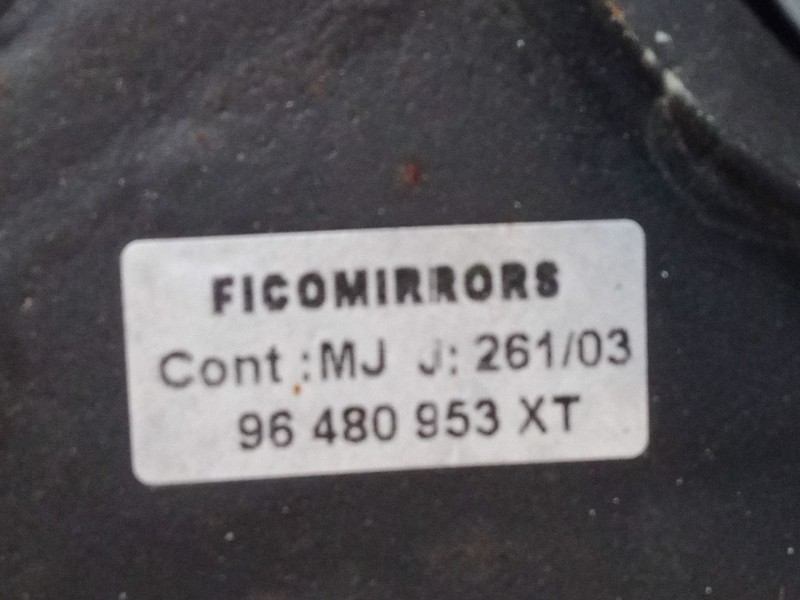 FICOMIRRORS
Cont.:MJ J: 261/03
96 480 953 XT